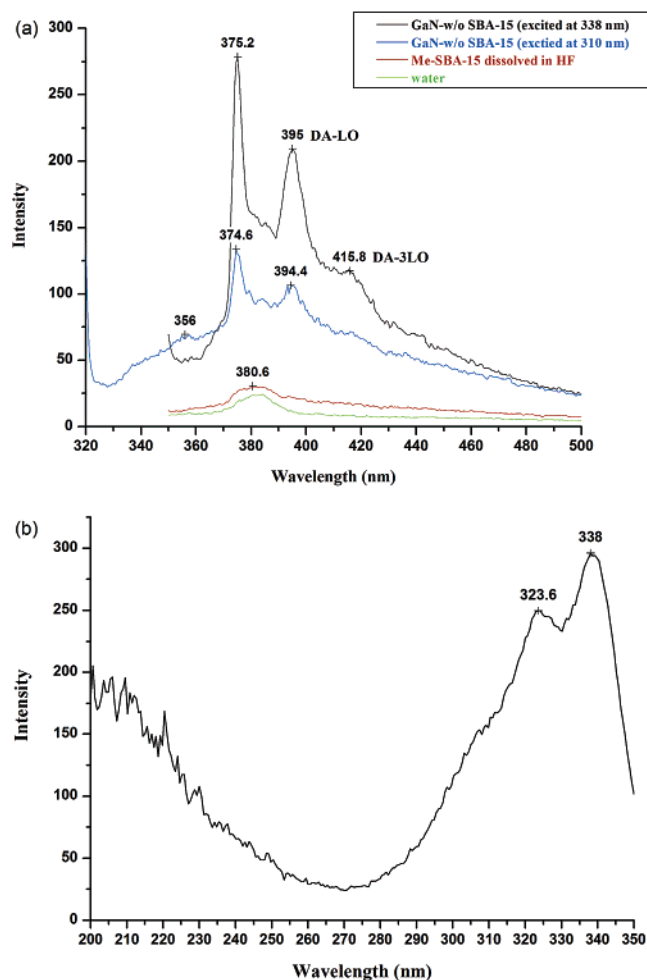 (a)
GaN-w/o SBA-15 (excited at 338 nm)
GaN-w/o SBA-15 (exctied at 310 nm)
Me-SBA-15 dissolved in HF
water
375.2
395 DA-LO
415.8 DA-3LO
374.6
394.4
356
380.6
300
250
200
150
100
50
0
Intensity
320 340 360 380 400 420 440 460 480 500
Wavelength (nm)
(b)
338
323.6
300
250
200
150
100
50
0
Intensity
200 210 220 230 240 250 260 270 280 290 300 310 320 330 340 350
Wavelength (nm)